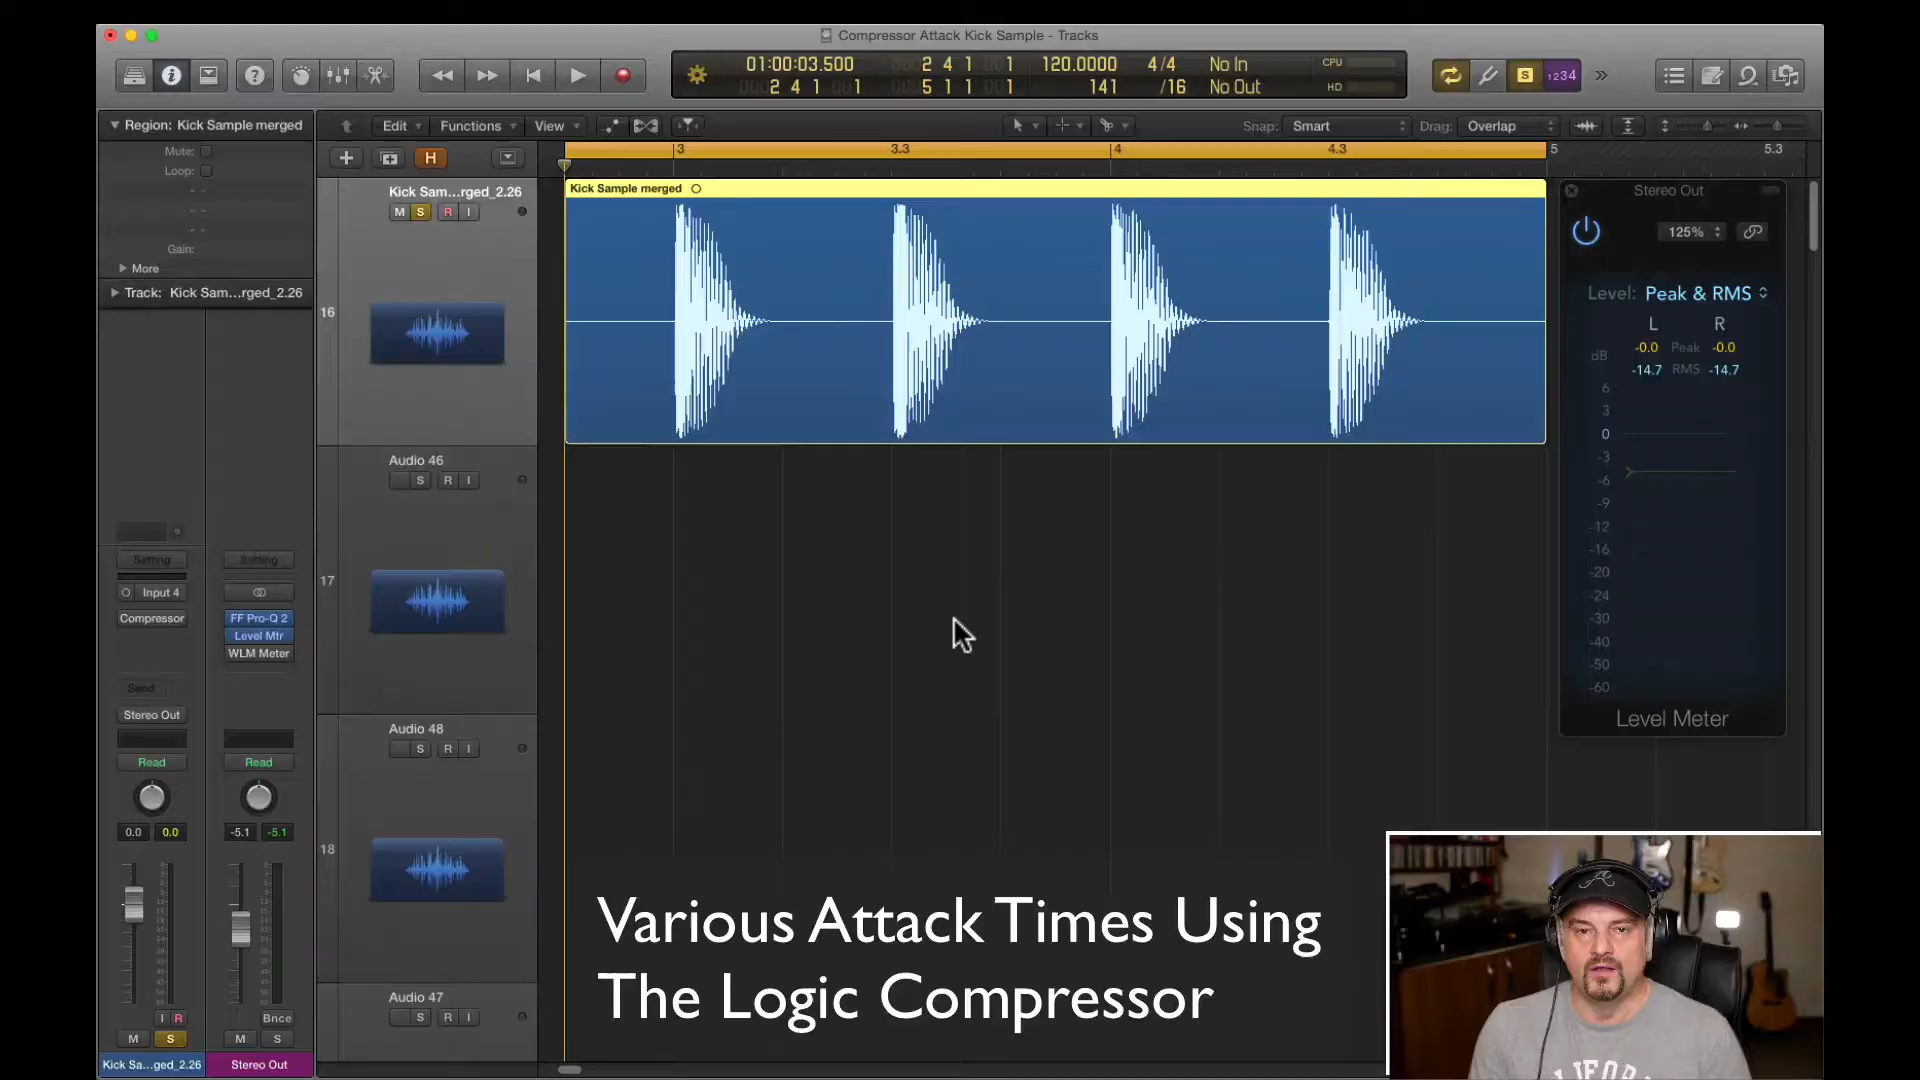 Compressor Attack Kick Sample - Tracks
01:00:03.500
2 4 1 1
2 4 1 1
5 1 1 1
120.0000
141
4/4
/16
No In
No Out
CPU
HD
S
1234
Region: Kick Sample merged
Mute:
Loop:
Gain:
More
Track: Kick Sam...rged_2.26
Edit
Functions
View
Snap: Smart
Drag: Overlap
H
3
3.3
4
4.3
5
5.3
Kick Sam...rged_2.26
M S R I
16
Kick Sample merged
Audio 46
S R I
17
Audio 48
S R I
18
Audio 47
S R I
Stereo Out
125%
Level: Peak & RMS
L R
-0.0 Peak -0.0
-14.7 RMS -14.7
dB
6
3
0
-3
-6
-9
-12
-16
-20
-24
-30
-40
-50
-60
Level Meter
Setting
Setting
Input 4
Compressor
FF Pro-Q 2
Level Mtr
WLM Meter
Send
Stereo Out
Read
Read
0.0 0.0
-5.1 -5.1
I R
Bnce
M S
M S
Kick Sa...ged_2.26
Stereo Out
Various Attack Times Using
The Logic Compressor